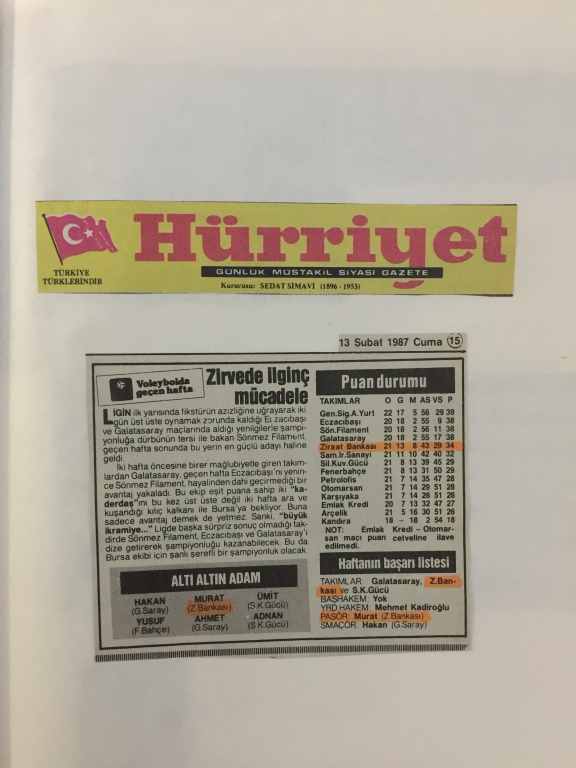 Hürriyet
GÜNLÜK MÜSTAKİL SİYASİ GAZETE
TÜRKİYE
TÜRKLERİNDİR
Kurucusu: SEDAT SİMAVİ (1896 - 1953)
13 Şubat 1987 Cuma 15
Voleybolda
geçen hafta
Zirvede ilginç
mücadele
LİGİN ilk yarısında fikstürün azizliğine uğrayarak iki
gün üst üste oynamak zorunda kaldığı Eczacıbaşı
ve Galatasaray maçlarında aldığı yenilgilerle şampi-
yonluğa dürbünün tersi ile bakan Sönmez Filament,
geçen hafta sonunda bu yerin en güçlü adayı haline
geldi.
İki hafta öncesine birer mağlubiyetle giren takım-
lardan Galatasaray, geçen hafta Eczacıbaşı'nı yenin-
ce Sönmez Filament, hayalinden dahi geçirmediği bir
avantaj yakaladı. Bu ekip eşit puana sahip iki "ka-
derdaş"ını bu kez üst üste değil iki hafta ara ve
kuşandığı kılıç kalkanı ile Bursa'ya bekliyor. Buna
sadece avantaj demek de yetmez. Sanki, "büyük
ikramiye..." Ligde başka sürpriz sonuç olmadığı tak-
dirde Sönmez Filament, Eczacıbaşı ve Galatasaray'ı
dize getirerek şampiyonluğu kazanabilecek. Bu da
Bursa ekibi için şanlı şerefli bir şampiyonluk olacak.
ALTI ALTIN ADAM
HAKAN MURAT ÜMİT
(G.Saray) (Z.Bankası) (S.K.Gücü)
YUSUF AHMET ADNAN
(F.Bahçe) (G.Saray) (S.K.Gücü)
Puan durumu
TAKIMLAR O G M AS VS P
Gen.Sig.A.Yurt 22 17 5 56 29 39
Eczacıbaşı 20 18 2 55 9 38
Sön.Filament 20 18 2 56 11 38
Galatasaray 20 18 2 55 17 38
Ziraat Bankası 21 13 8 43 29 34
Sam.İr.Sanayi 21 11 10 42 40 32
Sil.Kuv.Gücü 21 8 13 39 45 29
Fenerbahçe 21 8 13 31 50 29
Petrolofis 21 7 14 35 47 28
Otomarsan 21 7 14 29 51 28
Karşıyaka 21 7 14 26 51 28
Emlak Kredi 20 7 13 32 47 27
Arçelik 21 5 16 30 51 26
Kandıra 18 – 18 2 54 18
NOT: Emlak Kredi – Otomar-
san maçı puan cetveline ilave
edilmedi.
Haftanın başarı listesi
TAKIMLAR: Galatasaray, Z.Ban-
kası ve S.K.Gücü
BAŞHAKEM: Yok
YRD.HAKEM: Mehmet Kadiroğlu
PASÖR: Murat (Z.Bankası)
SMAÇÖR: Hakan (G.Saray)